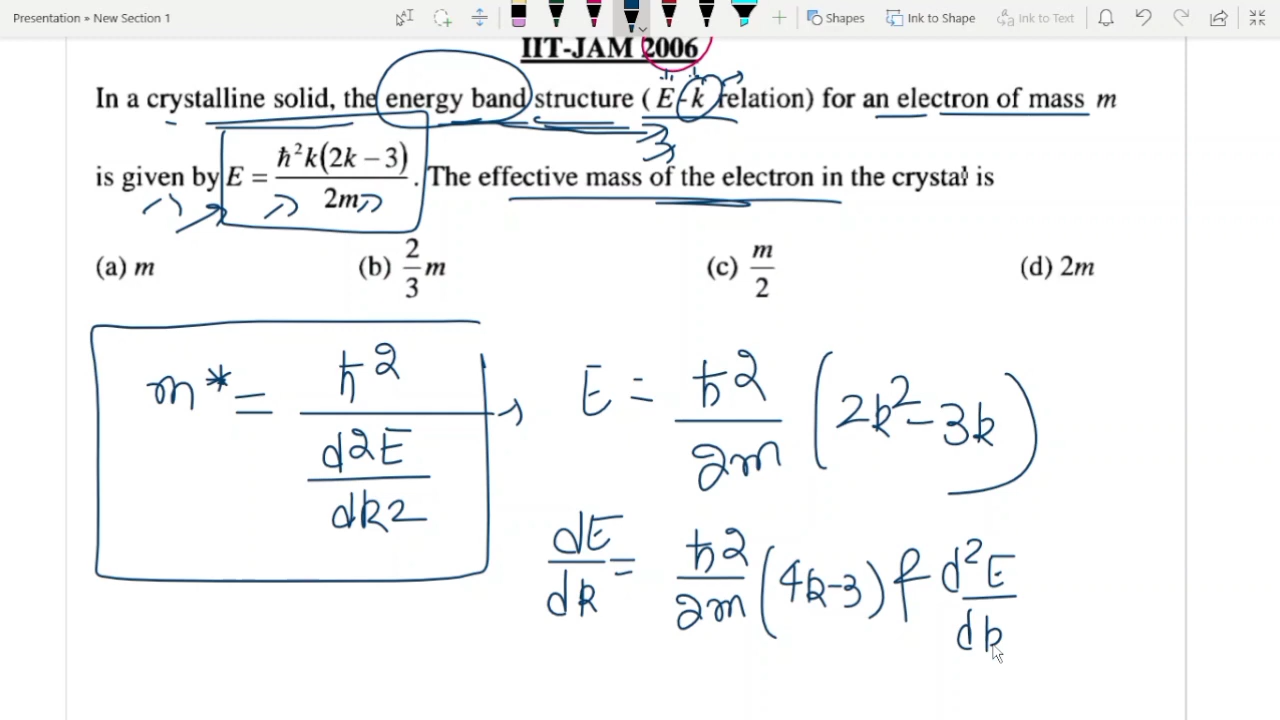 Presentation » New Section 1
Shapes
Ink to Shape
Ink to Text
IIT-JAM 2006
In a crystalline solid, the energy band structure (E-k relation) for an electron of mass m
is given by E = ħ²k(2k – 3) / 2m . The effective mass of the electron in the crystal is
(a) m (b) 2/3 m (c) m/2 (d) 2m
m* = ħ² / (d2E / dk2)
E = ħ² / 2m (2k² - 3k)
dE/dk = ħ² / 2m (4k-3) f d²E / dk